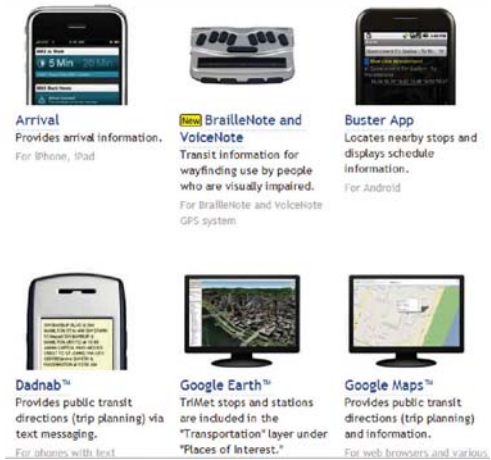 5 Min 20 Min
Arrival
Provides arrival information.
For iPhone, iPad
New BrailleNote and
VoiceNote
Transit information for
wayfinding use by people
who are visually impaired.
For BrailleNote and VoiceNote
GPS system
Buster App
Locates nearby stops and
displays schedule
information.
For Android
Dadnab™
Provides public transit
directions (trip planning) via
text messaging.
For phones with text
Google Earth™
TriMet stops and stations
are included in the
"Transportation" layer under
"Places of Interest."
Google Maps™
Provides public transit
directions (trip planning)
and information.
For web browsers and various